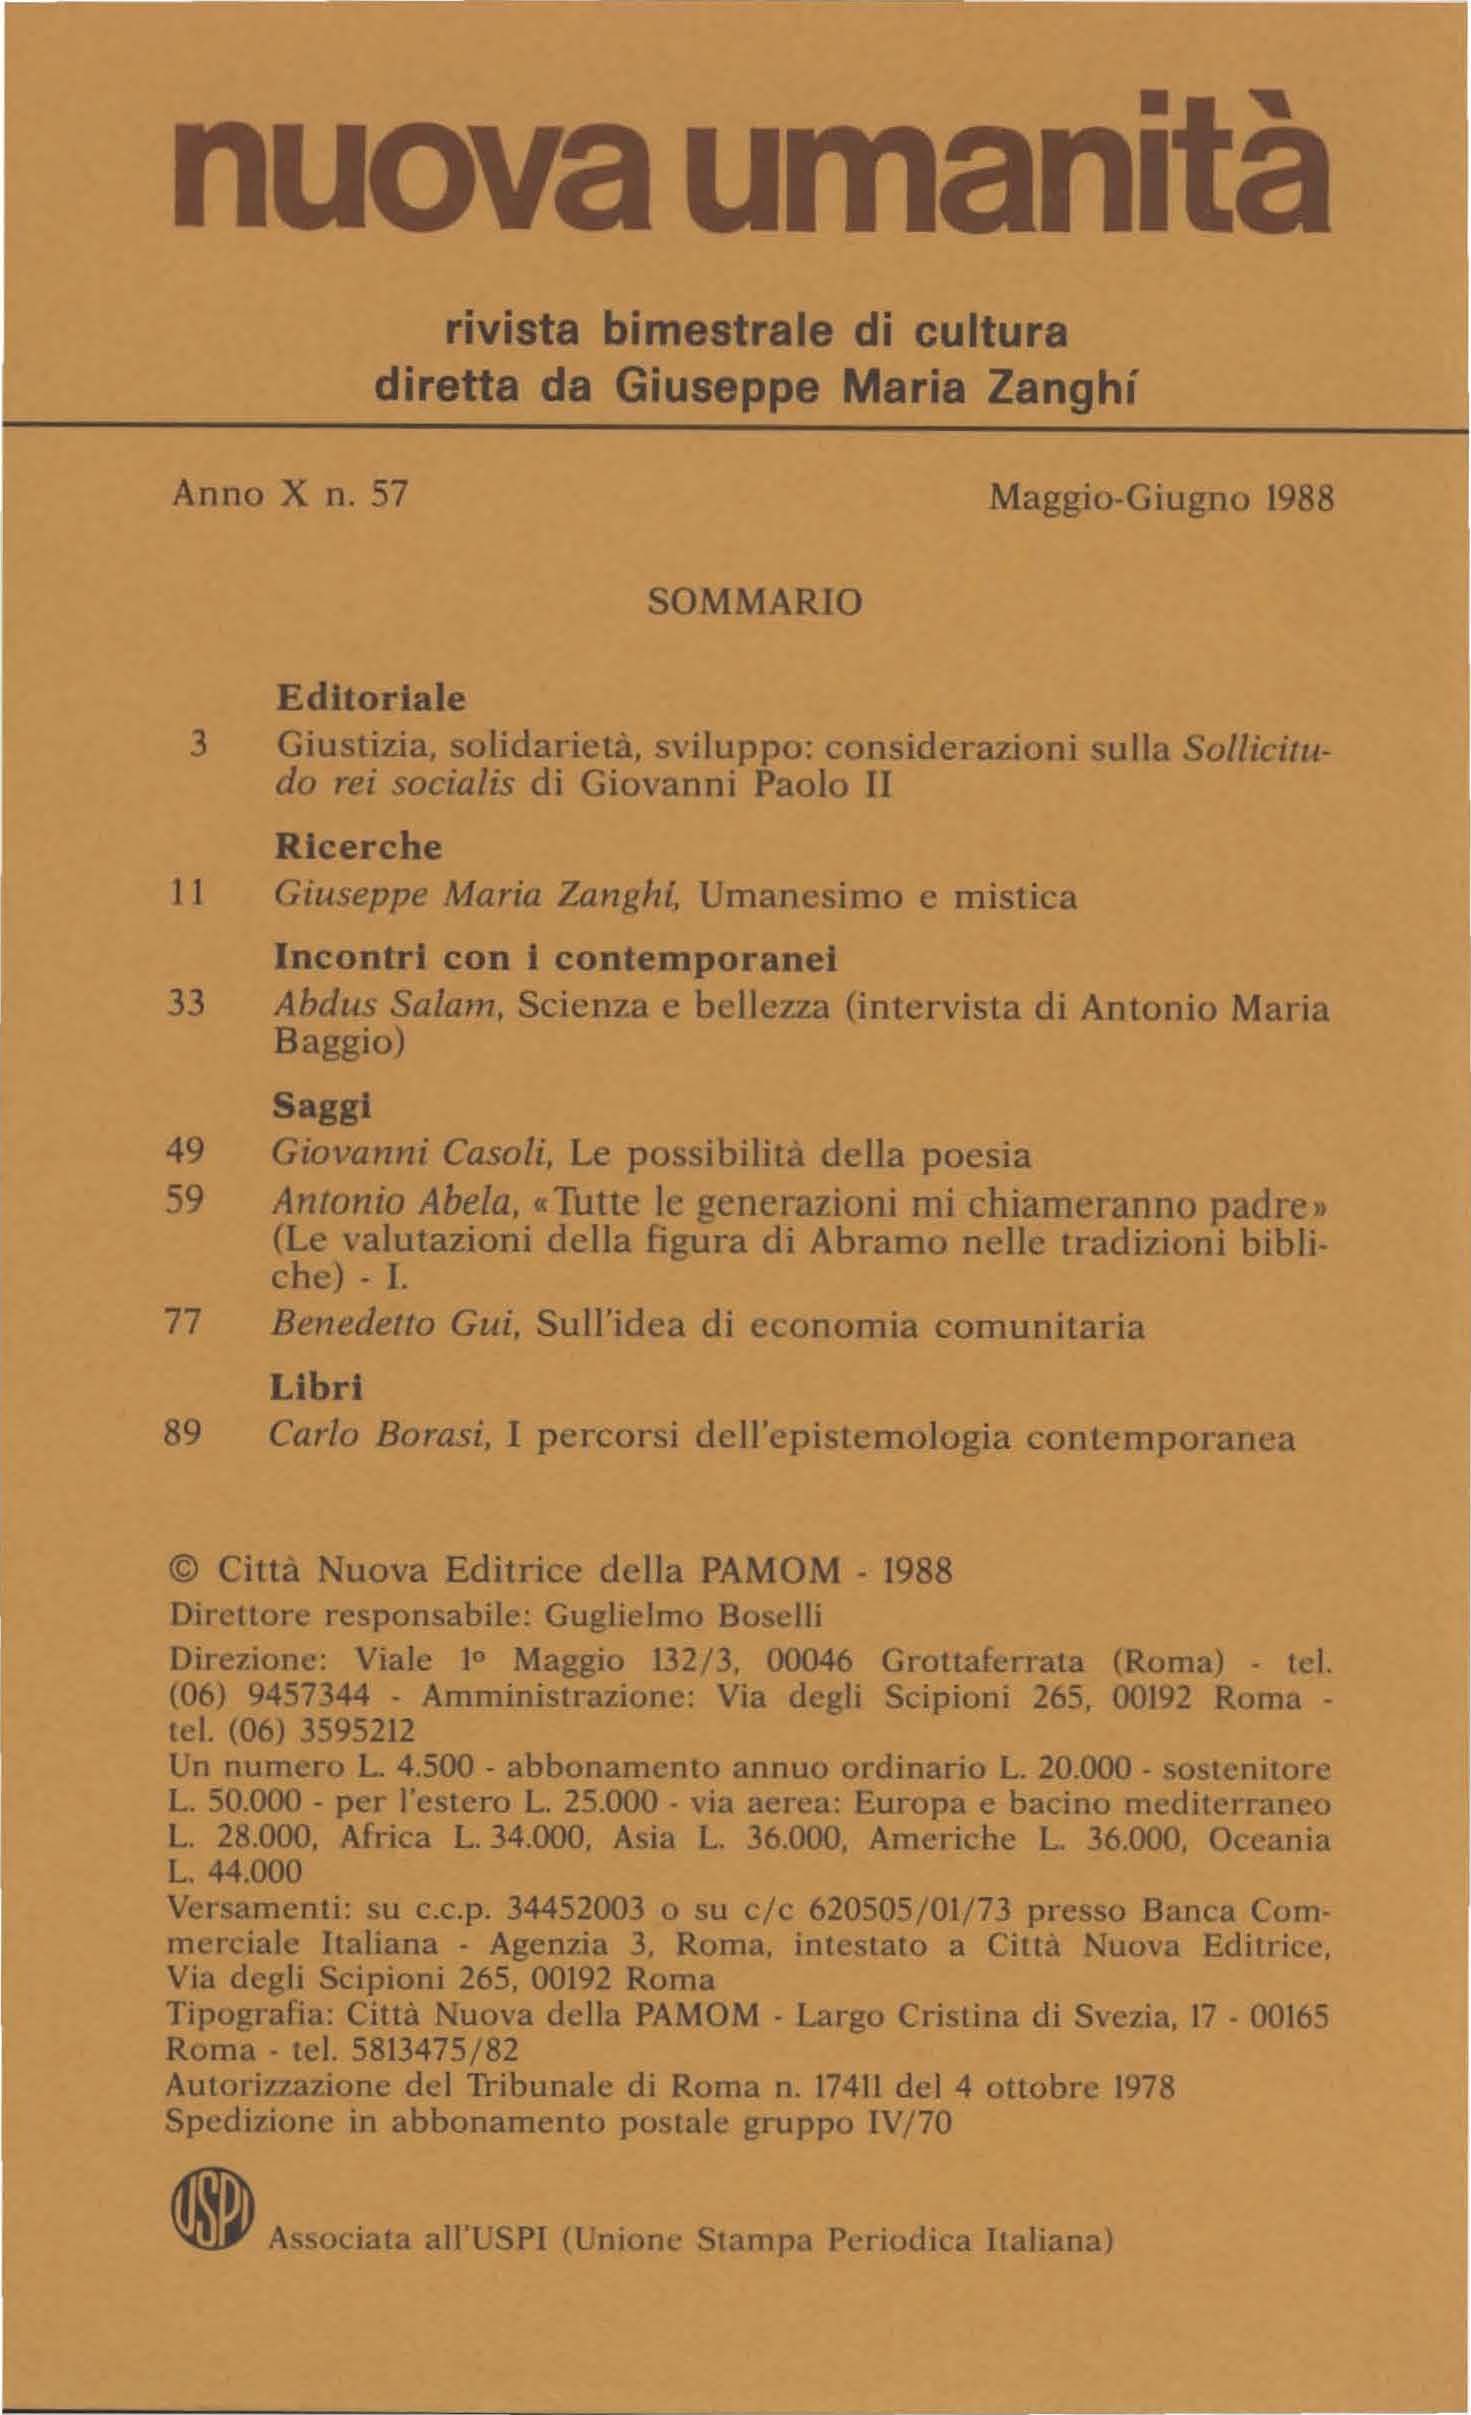 nuova umanità
rivista bimestrale di cultura
diretta da Giuseppe Maria Zanghí
Anno X n. 57 Maggio-Giugno 1988
SOMMARIO
Editoriale
3 Giustizia, solidarietà, sviluppo: considerazioni sulla Sollicitu-
do rei socialis di Giovanni Paolo II
Ricerche
11 Giuseppe Maria Zanghí, Umanesimo e mistica
Incontri con i contemporanei
33 Abdus Salam, Scienza e bellezza (intervista di Antonio Maria
Baggio)
Saggi
49 Giovanni Casoli, Le possibilità della poesia
59 Antonio Abela, «Tutte le generazioni mi chiameranno padre»
(Le valutazioni della figura di Abramo nelle tradizioni bibli-
che) - I.
77 Benedetto Gui, Sull'idea di economia comunitaria
Libri
89 Carlo Borasi, I percorsi dell'epistemologia contemporanea
© Città Nuova Editrice della PAMOM - 1988
Direttore responsabile: Guglielmo Boselli
Direzione: Viale 1º Maggio 132/3, 00046 Grottaferrata (Roma) - tel.
(06) 9457344 - Amministrazione: Via degli Scipioni 265, 00192 Roma -
tel. (06) 3595212
Un numero L. 4.500 - abbonamento annuo ordinario L. 20.000 - sostenitore
L. 50.000 - per l'estero L. 25.000 - via aerea: Europa e bacino mediterraneo
L. 28.000, Africa L. 34.000, Asia L. 36.000, Americhe L. 36.000, Oceania
L. 44.000
Versamenti: su c.c.p. 34452003 o su c/c 620505/01/73 presso Banca Com-
merciale Italiana - Agenzia 3, Roma, intestato a Città Nuova Editrice,
Via degli Scipioni 265, 00192 Roma
Tipografia: Città Nuova della PAMOM - Largo Cristina di Svezia, 17 - 00165
Roma - tel. 5813475/82
Autorizzazione del Tribunale di Roma n. 17411 del 4 ottobre 1978
Spedizione in abbonamento postale gruppo IV/70
USPI Associata all'USPI (Unione Stampa Periodica Italiana)